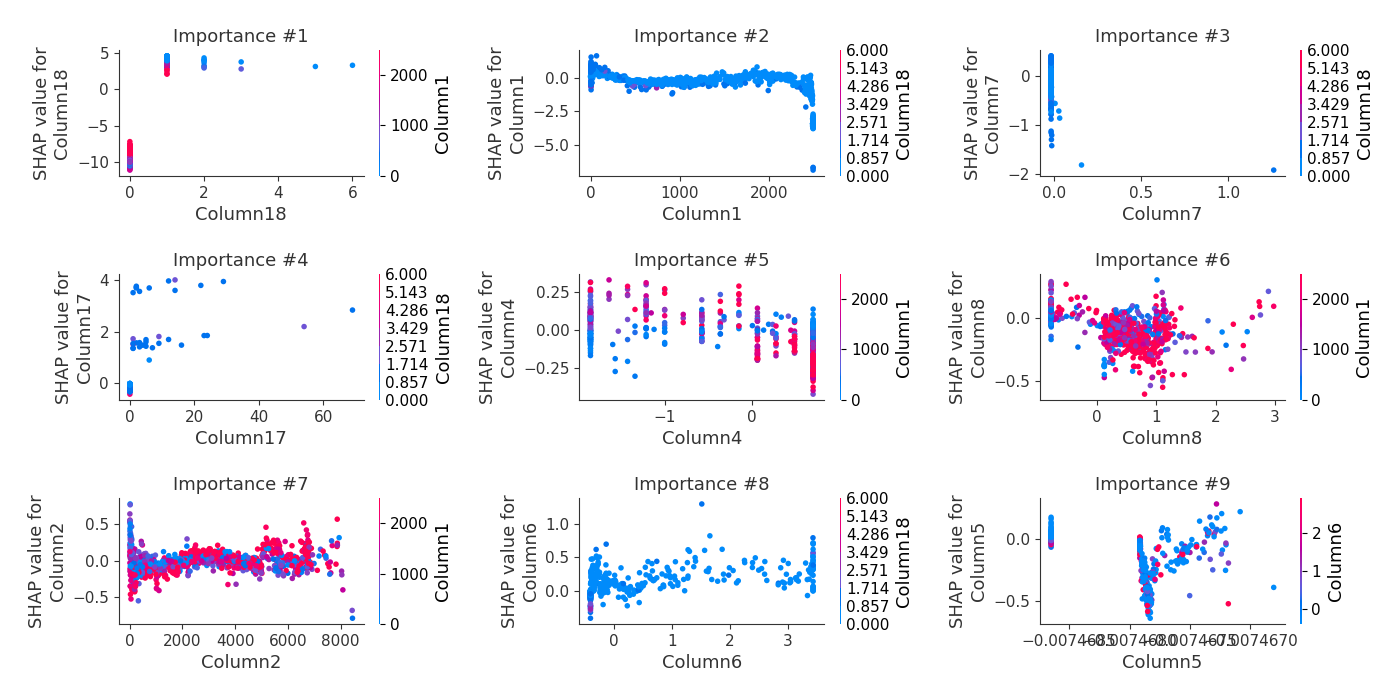 Importance #1
SHAP value for
Column18
5
0
−5
−10
0
2
4
6
Column18
2000
1000
0
Column1
Importance #2
SHAP value for
Column1
0.0
−2.5
−5.0
0
1000
2000
Column1
6.000
5.143
4.286
3.429
2.571
1.714
0.857
0.000
Column18
Importance #3
SHAP value for
Column7
0
−1
−2
0.0
0.5
1.0
Column7
6.000
5.143
4.286
3.429
2.571
1.714
0.857
0.000
Column18
Importance #4
SHAP value for
Column17
4
2
0
0
20
40
60
Column17
6.000
5.143
4.286
3.429
2.571
1.714
0.857
0.000
Column18
Importance #5
SHAP value for
Column4
0.25
0.00
−0.25
−1
0
Column4
2000
1000
0
Column1
Importance #6
SHAP value for
Column8
0.0
−0.5
0
1
2
3
Column8
2000
1000
0
Column1
Importance #7
SHAP value for
Column2
0.5
0.0
−0.5
0
2000
4000
6000
8000
Column2
2000
1000
0
Column1
Importance #8
SHAP value for
Column6
1.0
0.5
0.0
0
1
2
3
Column6
6.000
5.143
4.286
3.429
2.571
1.714
0.857
0.000
Column18
Importance #9
SHAP value for
Column5
0.0
−0.5
Column5
2
1
0
Column6